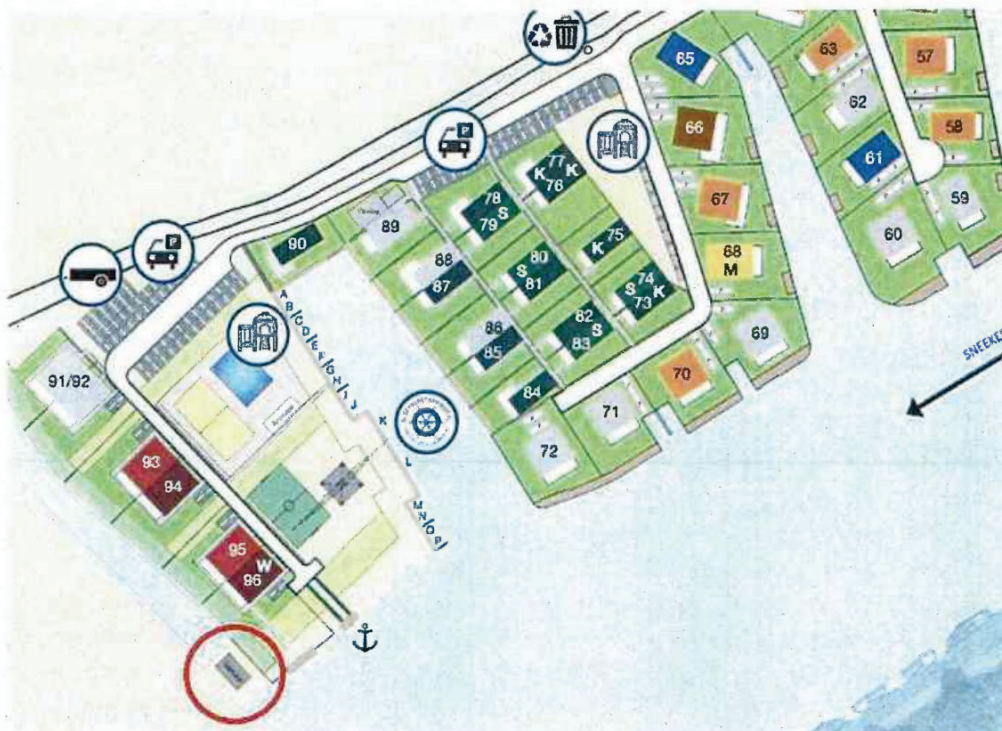 65
63
57
62
66
58
P
77
K K
76
61
67
59
78
S
79
60
89
75
K
68
M
90
P
88
80
S
87
81
74
S K
73
A
B
C
D
E
F
G
H
I
J
K
L
M
N
O
P
82
86
S
83
85
69
SNEEKE
70
91/92
84
71
72
93
94
95
W
96